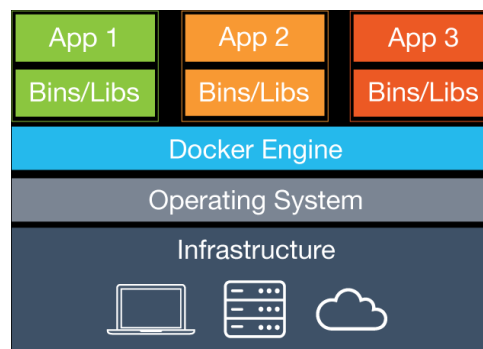 App 1
App 2
App 3
Bins/Libs
Bins/Libs
Bins/Libs
Docker Engine
Operating System
Infrastructure